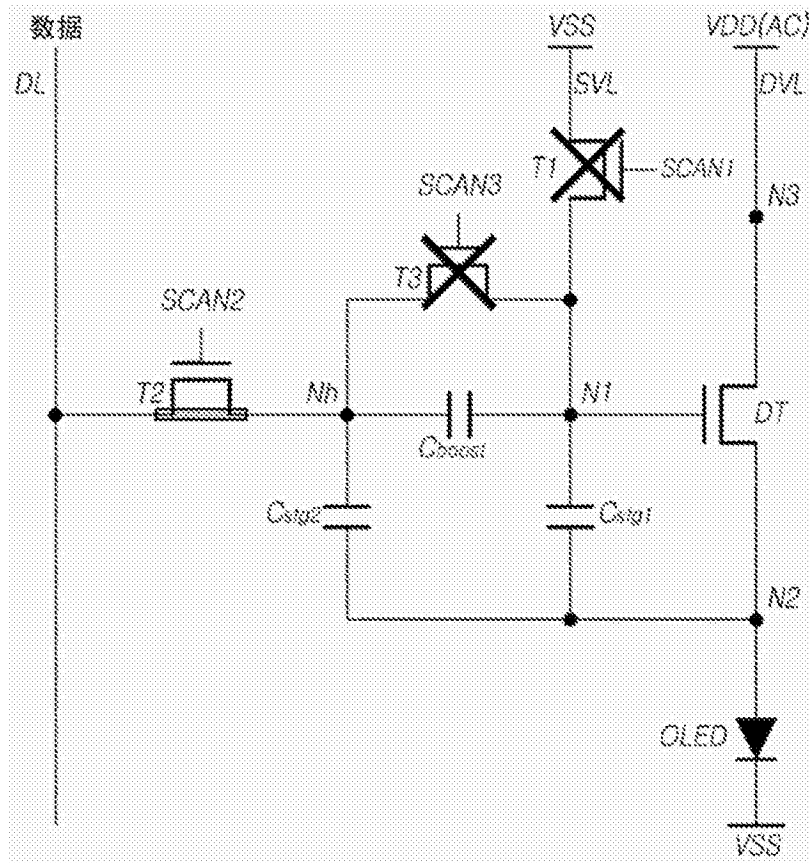 数据
VSS
VDD(AC)
DL
SVL
DVL
T1
SCAN1
SCAN3
N3
T3
SCAN2
T2
Nh
N1
DT
Cboost
Cstg2
Cstg1
N2
OLED
VSS